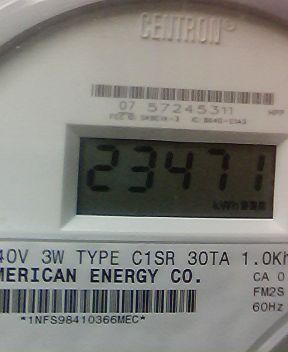 CENTRON®
07 57245311
23471
kWh
40V 3W TYPE C1SR 30TA 1.0Kh
MERICAN ENERGY CO.
CA 0
FM2S
60Hz
*1NFS98410366MEC*